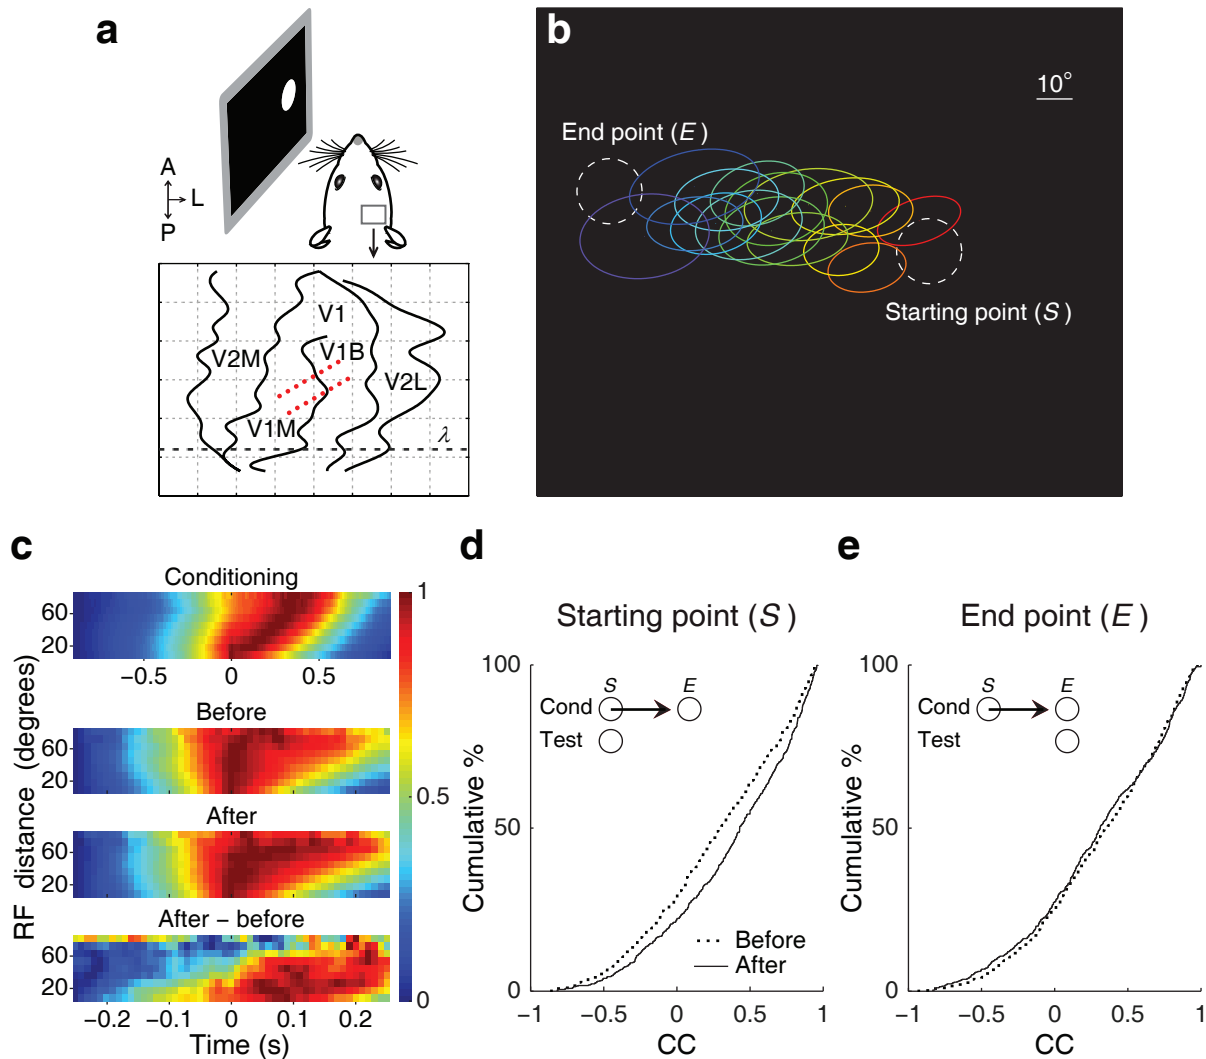 a
A
L
P
V1
V1B
V2M
V2L
V1M
λ
b
10°
End point (E)
Starting point (S)
c
Conditioning
60
20
−0.5
0
0.5
Before
60
20
After
60
20
After − before
60
20
−0.2
−0.1
0
0.1
0.2
Time (s)
RF distance (degrees)
1
0.5
0
d
Starting point (S)
100
50
0
Cumulative %
S
E
Cond
Test
Before
After
−1
−0.5
0
0.5
1
CC
e
End point (E)
100
50
0
Cumulative %
S
E
Cond
Test
−1
−0.5
0
0.5
1
CC